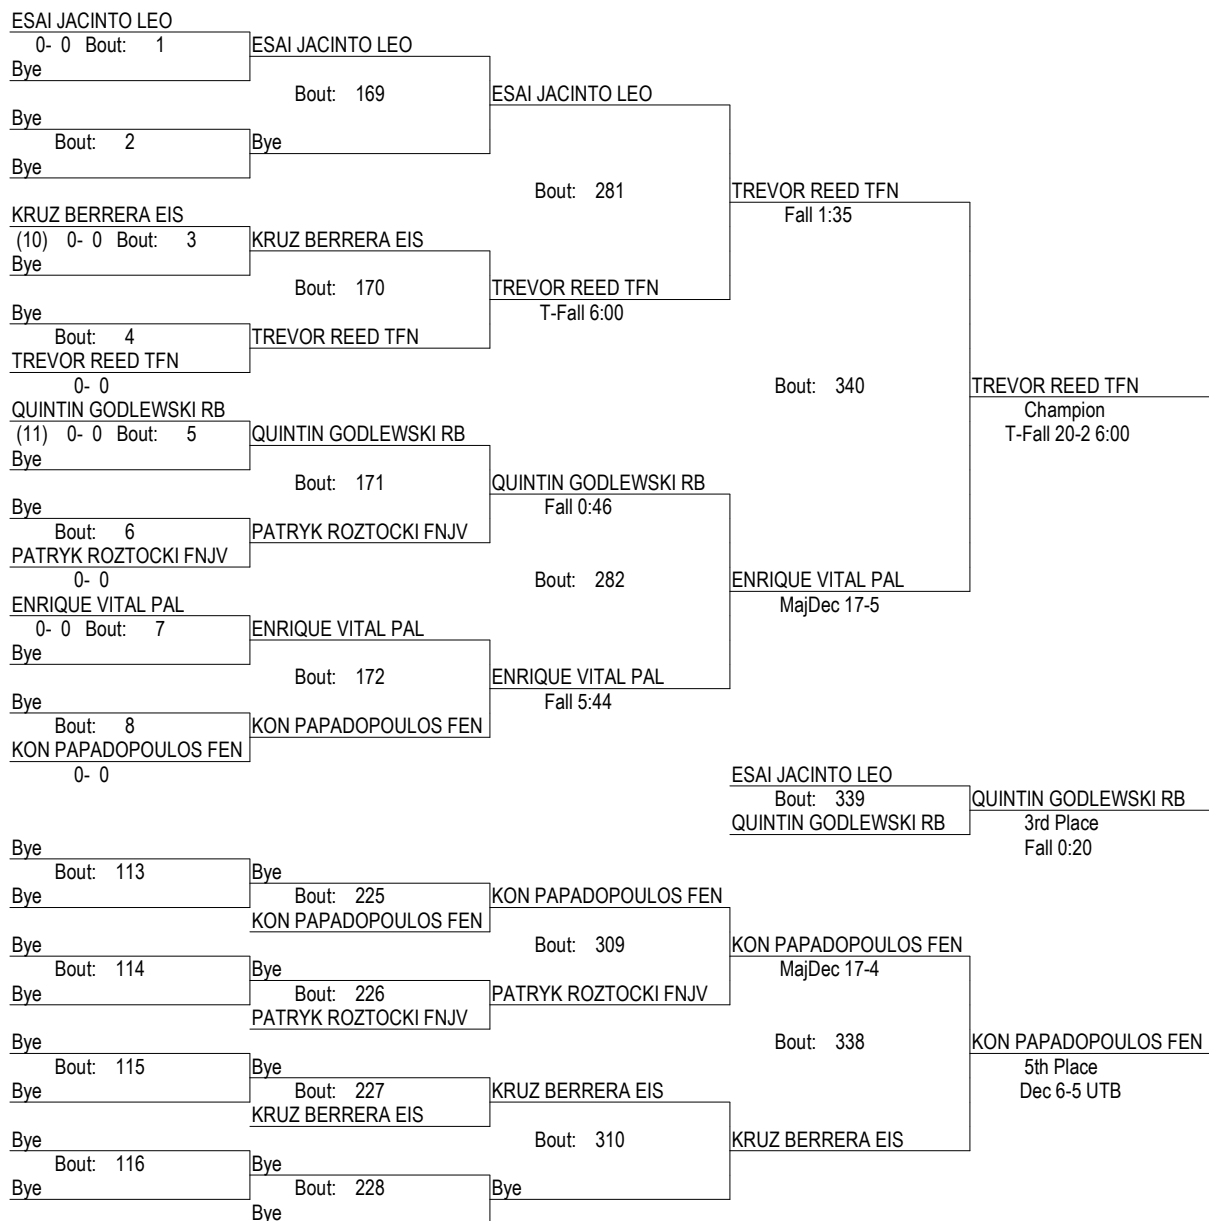 ESAI JACINTO LEO
0- 0 Bout: 1
ESAI JACINTO LEO
Bye
Bout: 169
ESAI JACINTO LEO
Bye
Bout: 2
Bye
Bye
Bout: 281
TREVOR REED TFN
Fall 1:35
KRUZ BERRERA EIS
(10) 0- 0 Bout: 3
KRUZ BERRERA EIS
Bye
Bout: 170
TREVOR REED TFN
T-Fall 6:00
Bye
Bout: 4
TREVOR REED TFN
TREVOR REED TFN
0- 0
Bout: 340
TREVOR REED TFN
Champion
T-Fall 20-2 6:00
QUINTIN GODLEWSKI RB
(11) 0- 0 Bout: 5
QUINTIN GODLEWSKI RB
Bye
Bout: 171
QUINTIN GODLEWSKI RB
Fall 0:46
Bye
Bout: 6
PATRYK ROZTOCKI FNJV
PATRYK ROZTOCKI FNJV
0- 0
Bout: 282
ENRIQUE VITAL PAL
MajDec 17-5
ENRIQUE VITAL PAL
0- 0 Bout: 7
ENRIQUE VITAL PAL
Bye
Bout: 172
ENRIQUE VITAL PAL
Fall 5:44
Bye
Bout: 8
KON PAPADOPOULOS FEN
KON PAPADOPOULOS FEN
0- 0
ESAI JACINTO LEO
Bout: 339
QUINTIN GODLEWSKI RB
QUINTIN GODLEWSKI RB
3rd Place
Fall 0:20
Bye
Bout: 113
Bye
Bye
Bout: 225
KON PAPADOPOULOS FEN
KON PAPADOPOULOS FEN
Bye
Bout: 309
KON PAPADOPOULOS FEN
MajDec 17-4
Bout: 114
Bye
Bye
Bout: 226
PATRYK ROZTOCKI FNJV
PATRYK ROZTOCKI FNJV
Bye
Bout: 338
KON PAPADOPOULOS FEN
5th Place
Dec 6-5 UTB
Bout: 115
Bye
Bye
Bout: 227
KRUZ BERRERA EIS
KRUZ BERRERA EIS
Bye
Bout: 310
KRUZ BERRERA EIS
Bout: 116
Bye
Bye
Bout: 228
Bye
Bye